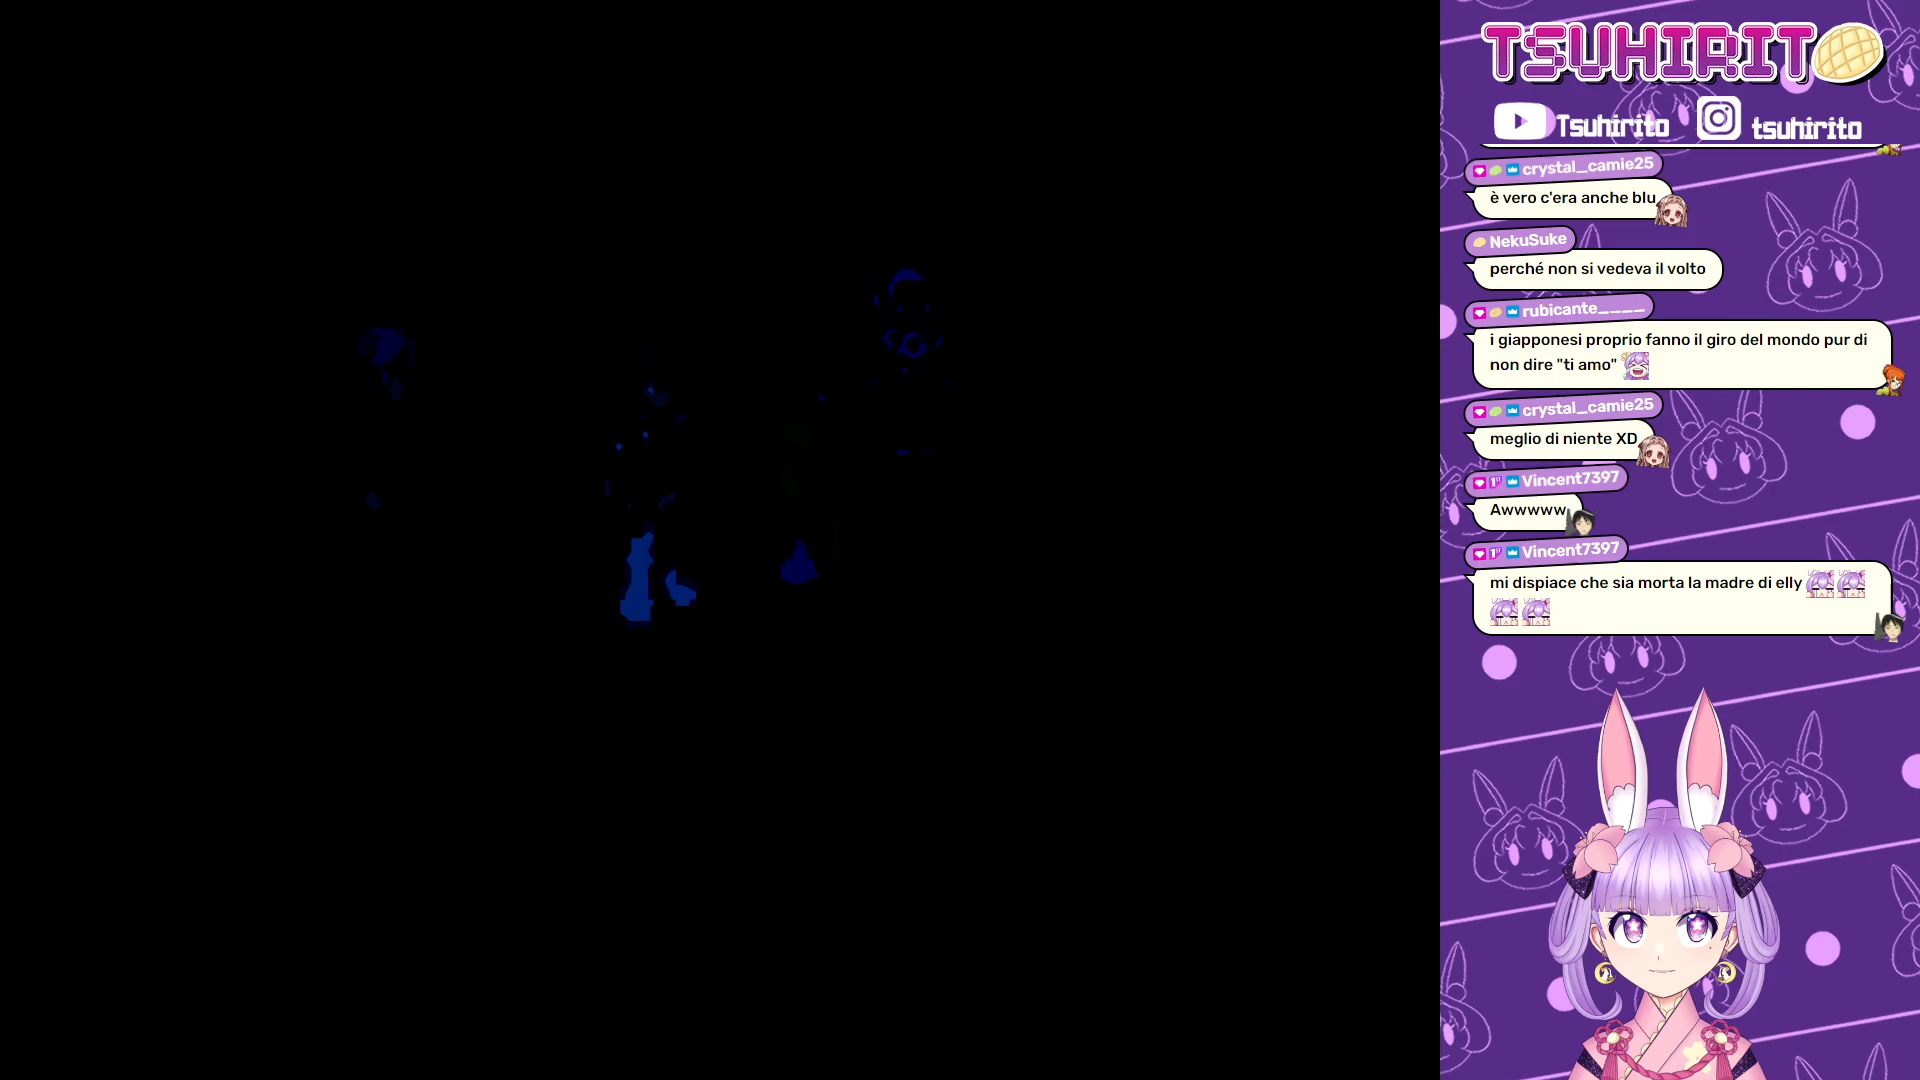 TSUHIRIT
Tsuhirito tsuhirito
crystal_camie25
è vero c'era anche blu
NekuSuke
perché non si vedeva il volto
rubicante____
i giapponesi proprio fanno il giro del mondo pur di
non dire "ti amo"
crystal_camie25
meglio di niente XD
Vincent7397
Awwwww
Vincent7397
mi dispiace che sia morta la madre di elly